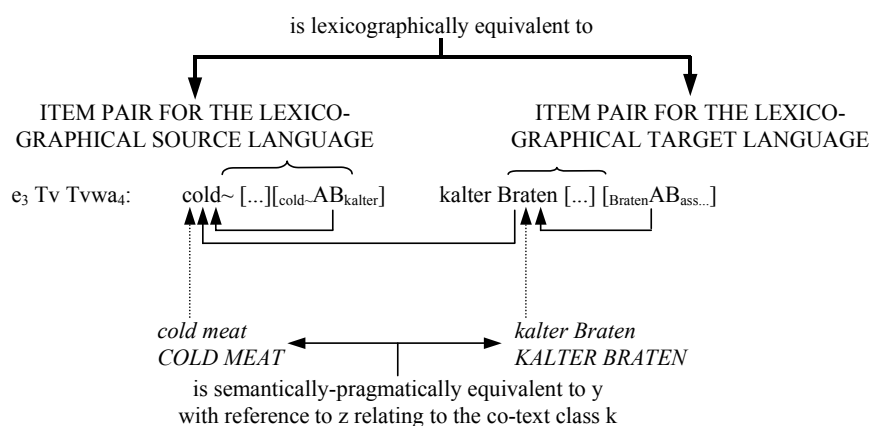 is lexicographically equivalent to
ITEM PAIR FOR THE LEXICO-
GRAPHICAL SOURCE LANGUAGE
ITEM PAIR FOR THE LEXICO-
GRAPHICAL TARGET LANGUAGE
e₃ Tv Tvwa₄: cold~ [...][cold~ABkalter] kalter Braten [...] [BratenABass...]
cold meat
COLD MEAT
kalter Braten
KALTER BRATEN
is semantically-pragmatically equivalent to y
with reference to z relating to the co-text class k